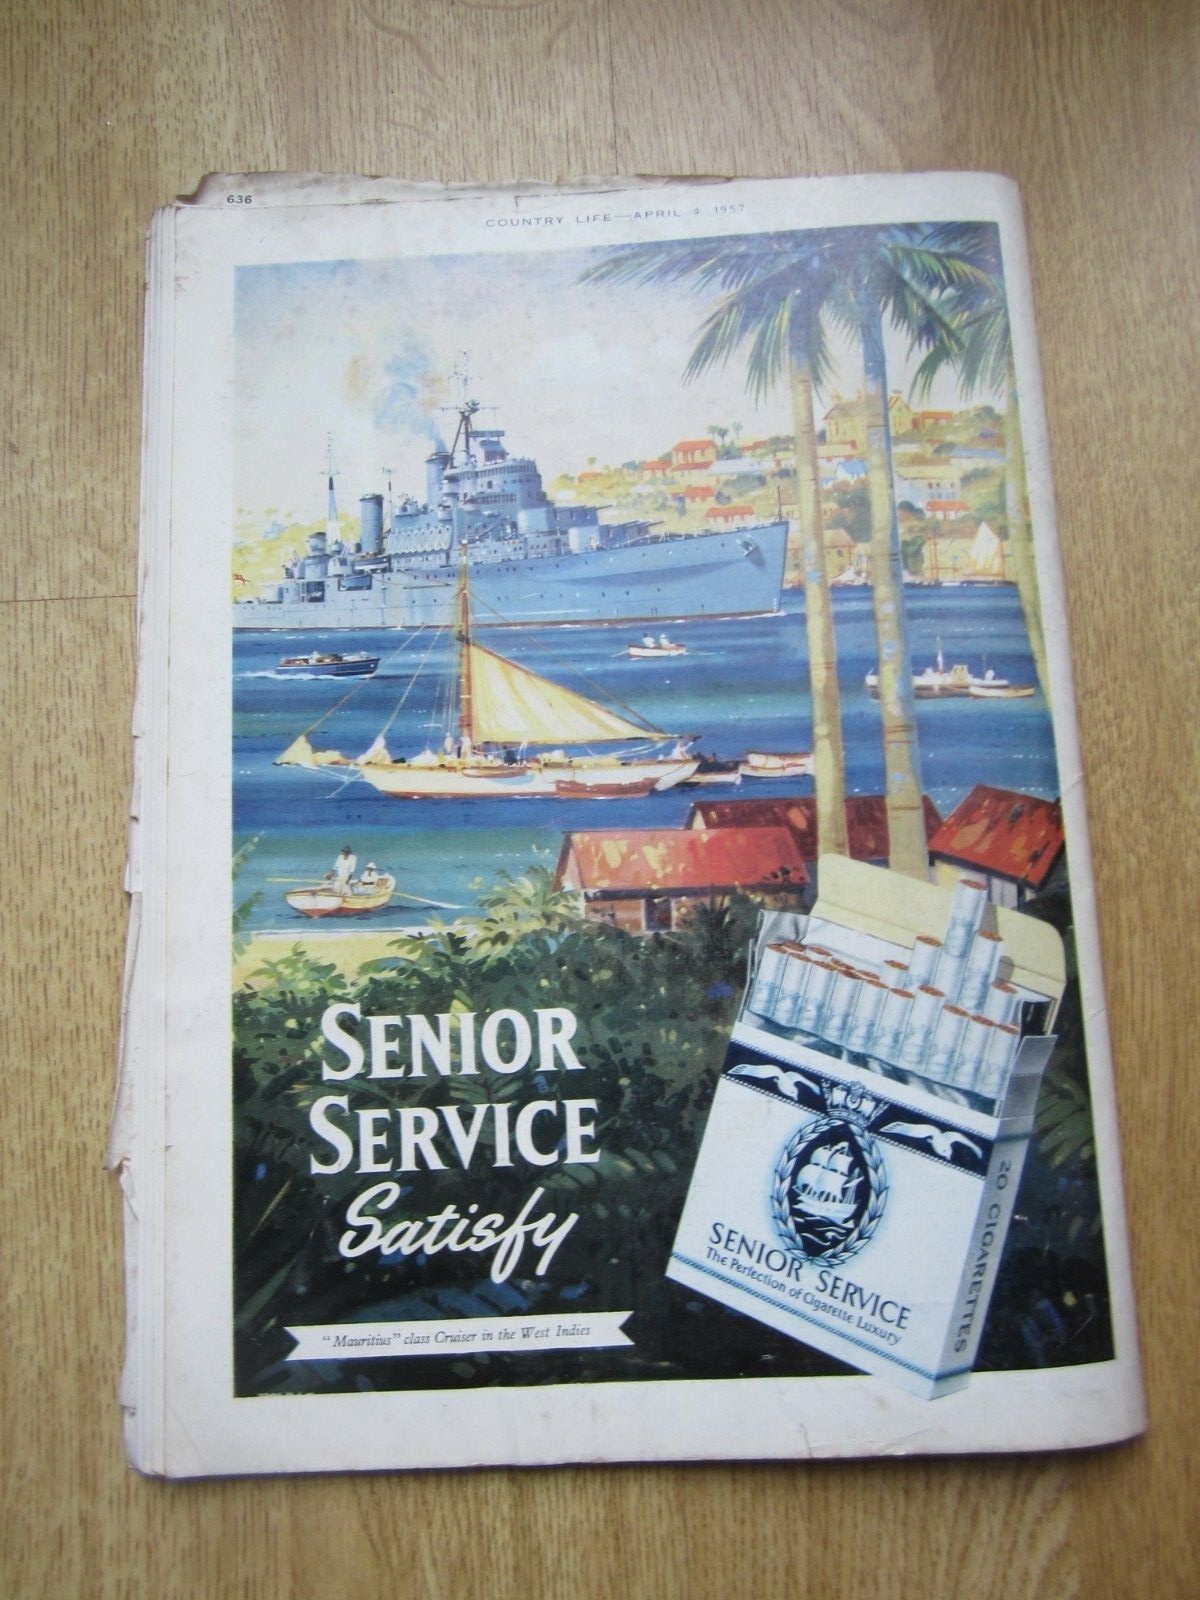 636
COUNTRY LIFE—APRIL 4 1957
SENIOR
SERVICE
Satisfy
"Mauritius" class Cruiser in the West Indies
SENIOR SERVICE
The Perfection of Cigarette Luxury
20 CIGARETTES